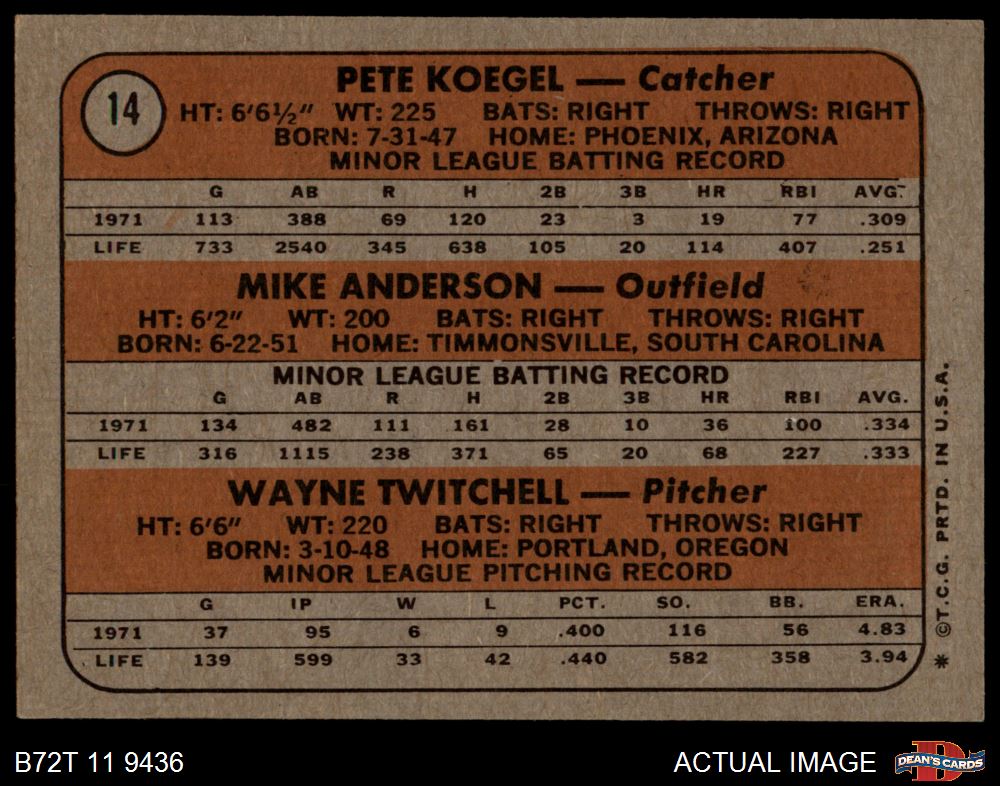 14
PETE KOEGEL — Catcher
HT: 6'6½" WT: 225 BATS: RIGHT THROWS: RIGHT
BORN: 7-31-47 HOME: PHOENIX, ARIZONA
MINOR LEAGUE BATTING RECORD
G AB R H 2B 3B HR RBI AVG.
1971 113 388 69 120 23 3 19 77 .309
LIFE 733 2540 345 638 105 20 114 407 .251
MIKE ANDERSON — Outfield
HT: 6'2" WT: 200 BATS: RIGHT THROWS: RIGHT
BORN: 6-22-51 HOME: TIMMONSVILLE, SOUTH CAROLINA
MINOR LEAGUE BATTING RECORD
G AB R H 2B 3B HR RBI AVG.
1971 134 482 111 161 28 10 36 100 .334
LIFE 316 1115 238 371 65 20 68 227 .333
WAYNE TWITCHELL — Pitcher
HT: 6'6" WT: 220 BATS: RIGHT THROWS: RIGHT
BORN: 3-10-48 HOME: PORTLAND, OREGON
MINOR LEAGUE PITCHING RECORD
G IP W L PCT. SO. BB. ERA.
1971 37 95 6 9 .400 116 56 4.83
LIFE 139 599 33 42 .440 582 358 3.94
* ©T.C.G. PRTD. IN U.S.A.
B72T 11 9436
ACTUAL IMAGE
D
DEAN'S CARDS